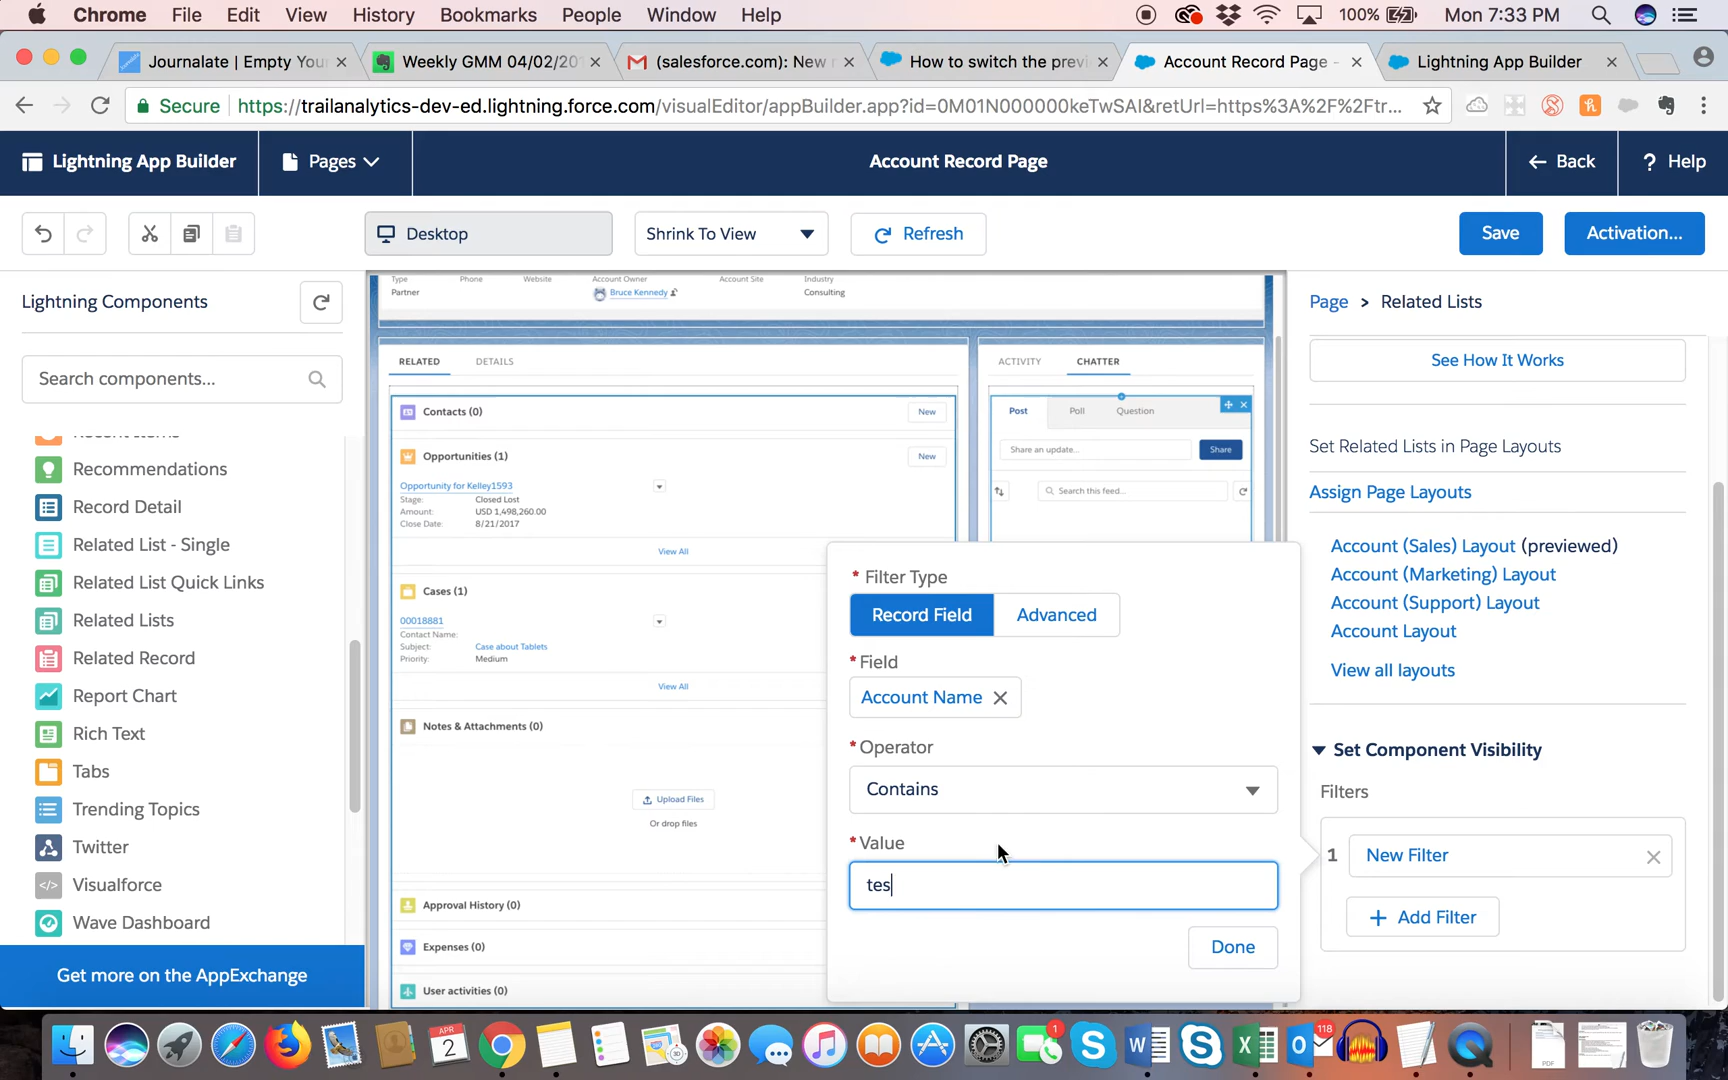 Chrome File Edit View History Bookmarks People Window Help 100% Mon 7:33 PM
Journalate | Empty You
Weekly GMM 04/02/20
(salesforce.com): New r
How to switch the previ
Account Record Page -
Lightning App Builder
Secure https://trailanalytics-dev-ed.lightning.force.com/visualEditor/appBuilder.app?id=0M01N000000keTwSAI&retUrl=https%3A%2F%2Ftr...
Lightning App Builder
Pages
Account Record Page
Back
? Help
Desktop
Shrink To View
Refresh
Save
Activation...
Lightning Components
Search components...
Recent Items
Recommendations
Record Detail
Related List - Single
Related List Quick Links
Related Lists
Related Record
Report Chart
Rich Text
Tabs
Trending Topics
Twitter
Visualforce
Wave Dashboard
Get more on the AppExchange
Type Phone Website Account Owner Account Site Industry
Partner Bruce Kennedy Consulting
RELATED DETAILS
Contacts (0) New
Opportunities (1) New
Opportunity for Kelley1593
Stage: Closed Lost
Amount: USD 1,498,260.00
Close Date: 8/21/2017
View All
Cases (1)
00018881
Contact Name:
Subject: Case about Tablets
Priority: Medium
View All
Notes & Attachments (0)
Upload Files
Or drop files
Approval History (0)
Expenses (0)
User activities (0)
ACTIVITY CHATTER
Post Poll Question
Share an update... Share
Search this feed...
* Filter Type
Record Field Advanced
* Field
Account Name
* Operator
Contains
* Value
tes
Done
Page > Related Lists
See How It Works
Set Related Lists in Page Layouts
Assign Page Layouts
Account (Sales) Layout (previewed)
Account (Marketing) Layout
Account (Support) Layout
Account Layout
View all layouts
Set Component Visibility
Filters
1 New Filter
+ Add Filter
APR
2
30
1
118
PDF